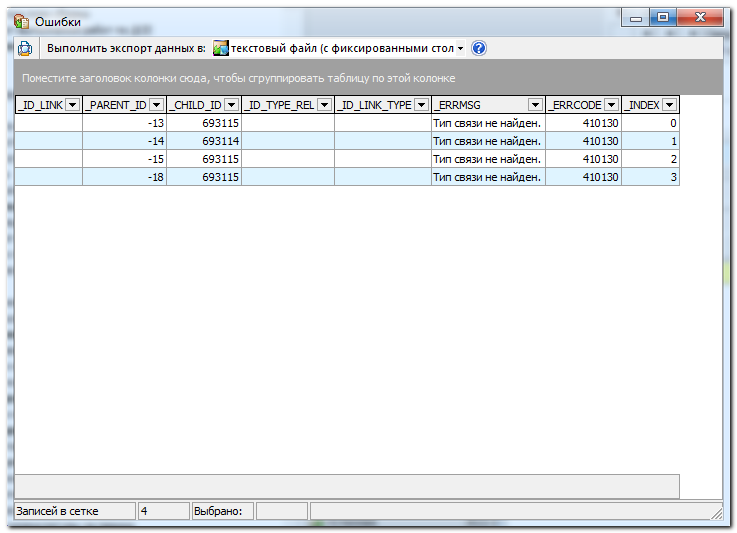 Ошибки
Выполнить экспорт данных в: текстовый файл (с фиксированными стол
Поместите заголовок колонки сюда, чтобы сгруппировать таблицу по этой колонке
_ID_LINK _PARENT_ID _CHILD_ID _ID_TYPE_REL _ID_LINK_TYPE _ERRMSG _ERRCODE _INDEX
-13 693115 Тип связи не найден. 410130 0
-14 693114 Тип связи не найден. 410130 1
-15 693115 Тип связи не найден. 410130 2
-18 693115 Тип связи не найден. 410130 3
Записей в сетке 4 Выбрано: